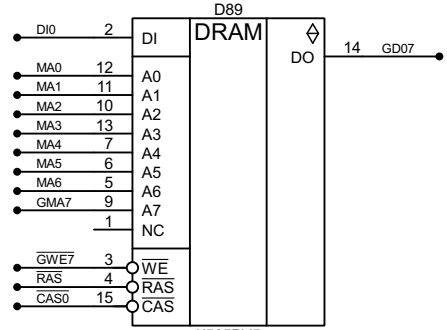 D89
DI0 2 DI DRAM
DO 14 GD07
MA0 12 A0
MA1 11 A1
MA2 10 A2
MA3 13 A3
MA4 7 A4
MA5 6 A5
MA6 5 A6
GMA7 9 A7
1 NC
GWE7 3 WE
RAS 4 RAS
CAS0 15 CAS